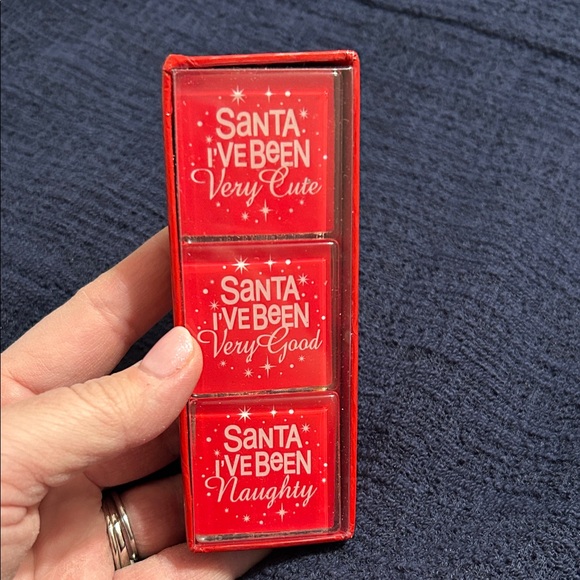 SaNTA
i'VE BeEN
Very Cute
SaNTA
i'VE BeEN
Very Good
SaNTA
i'VE BeEN
Naughty